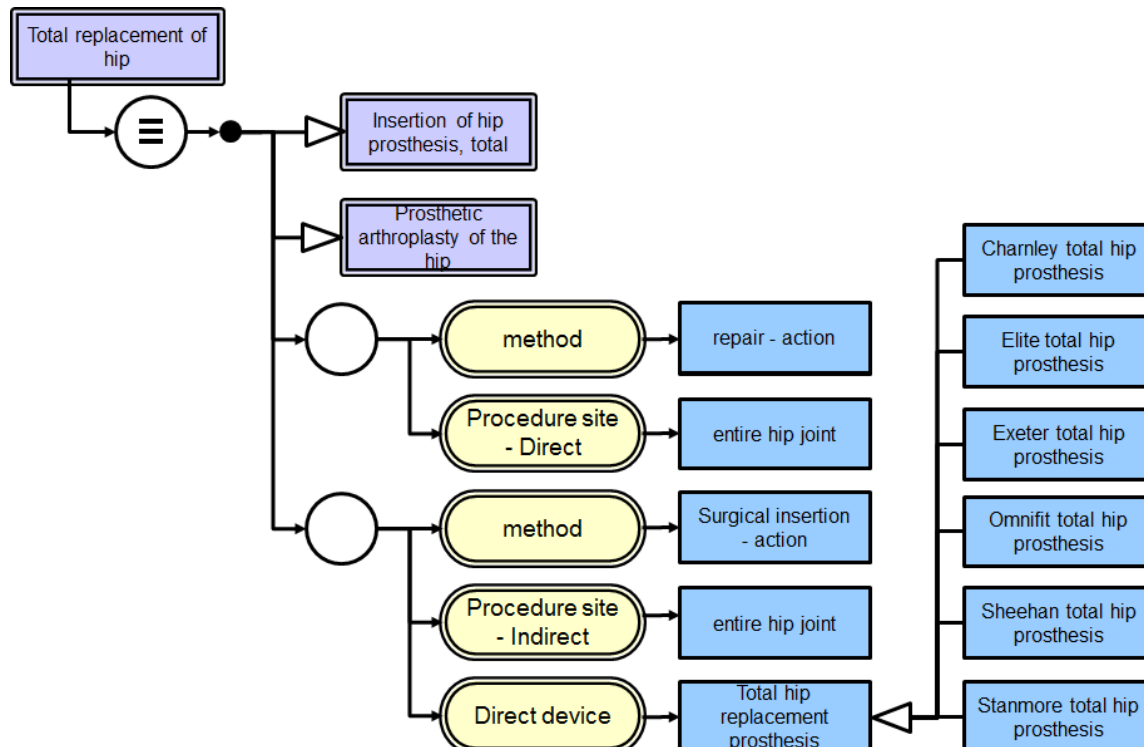 Total replacement of
hip
Insertion of hip
prosthesis, total
Prosthetic
arthroplasty of the
hip
method
repair - action
Procedure site
- Direct
entire hip joint
method
Surgical insertion
- action
Procedure site
- Indirect
entire hip joint
Direct device
Total hip
replacement
prosthesis
Charnley total hip
prosthesis
Elite total hip
prosthesis
Exeter total hip
prosthesis
Omnifit total hip
prosthesis
Sheehan total hip
prosthesis
Stanmore total hip
prosthesis